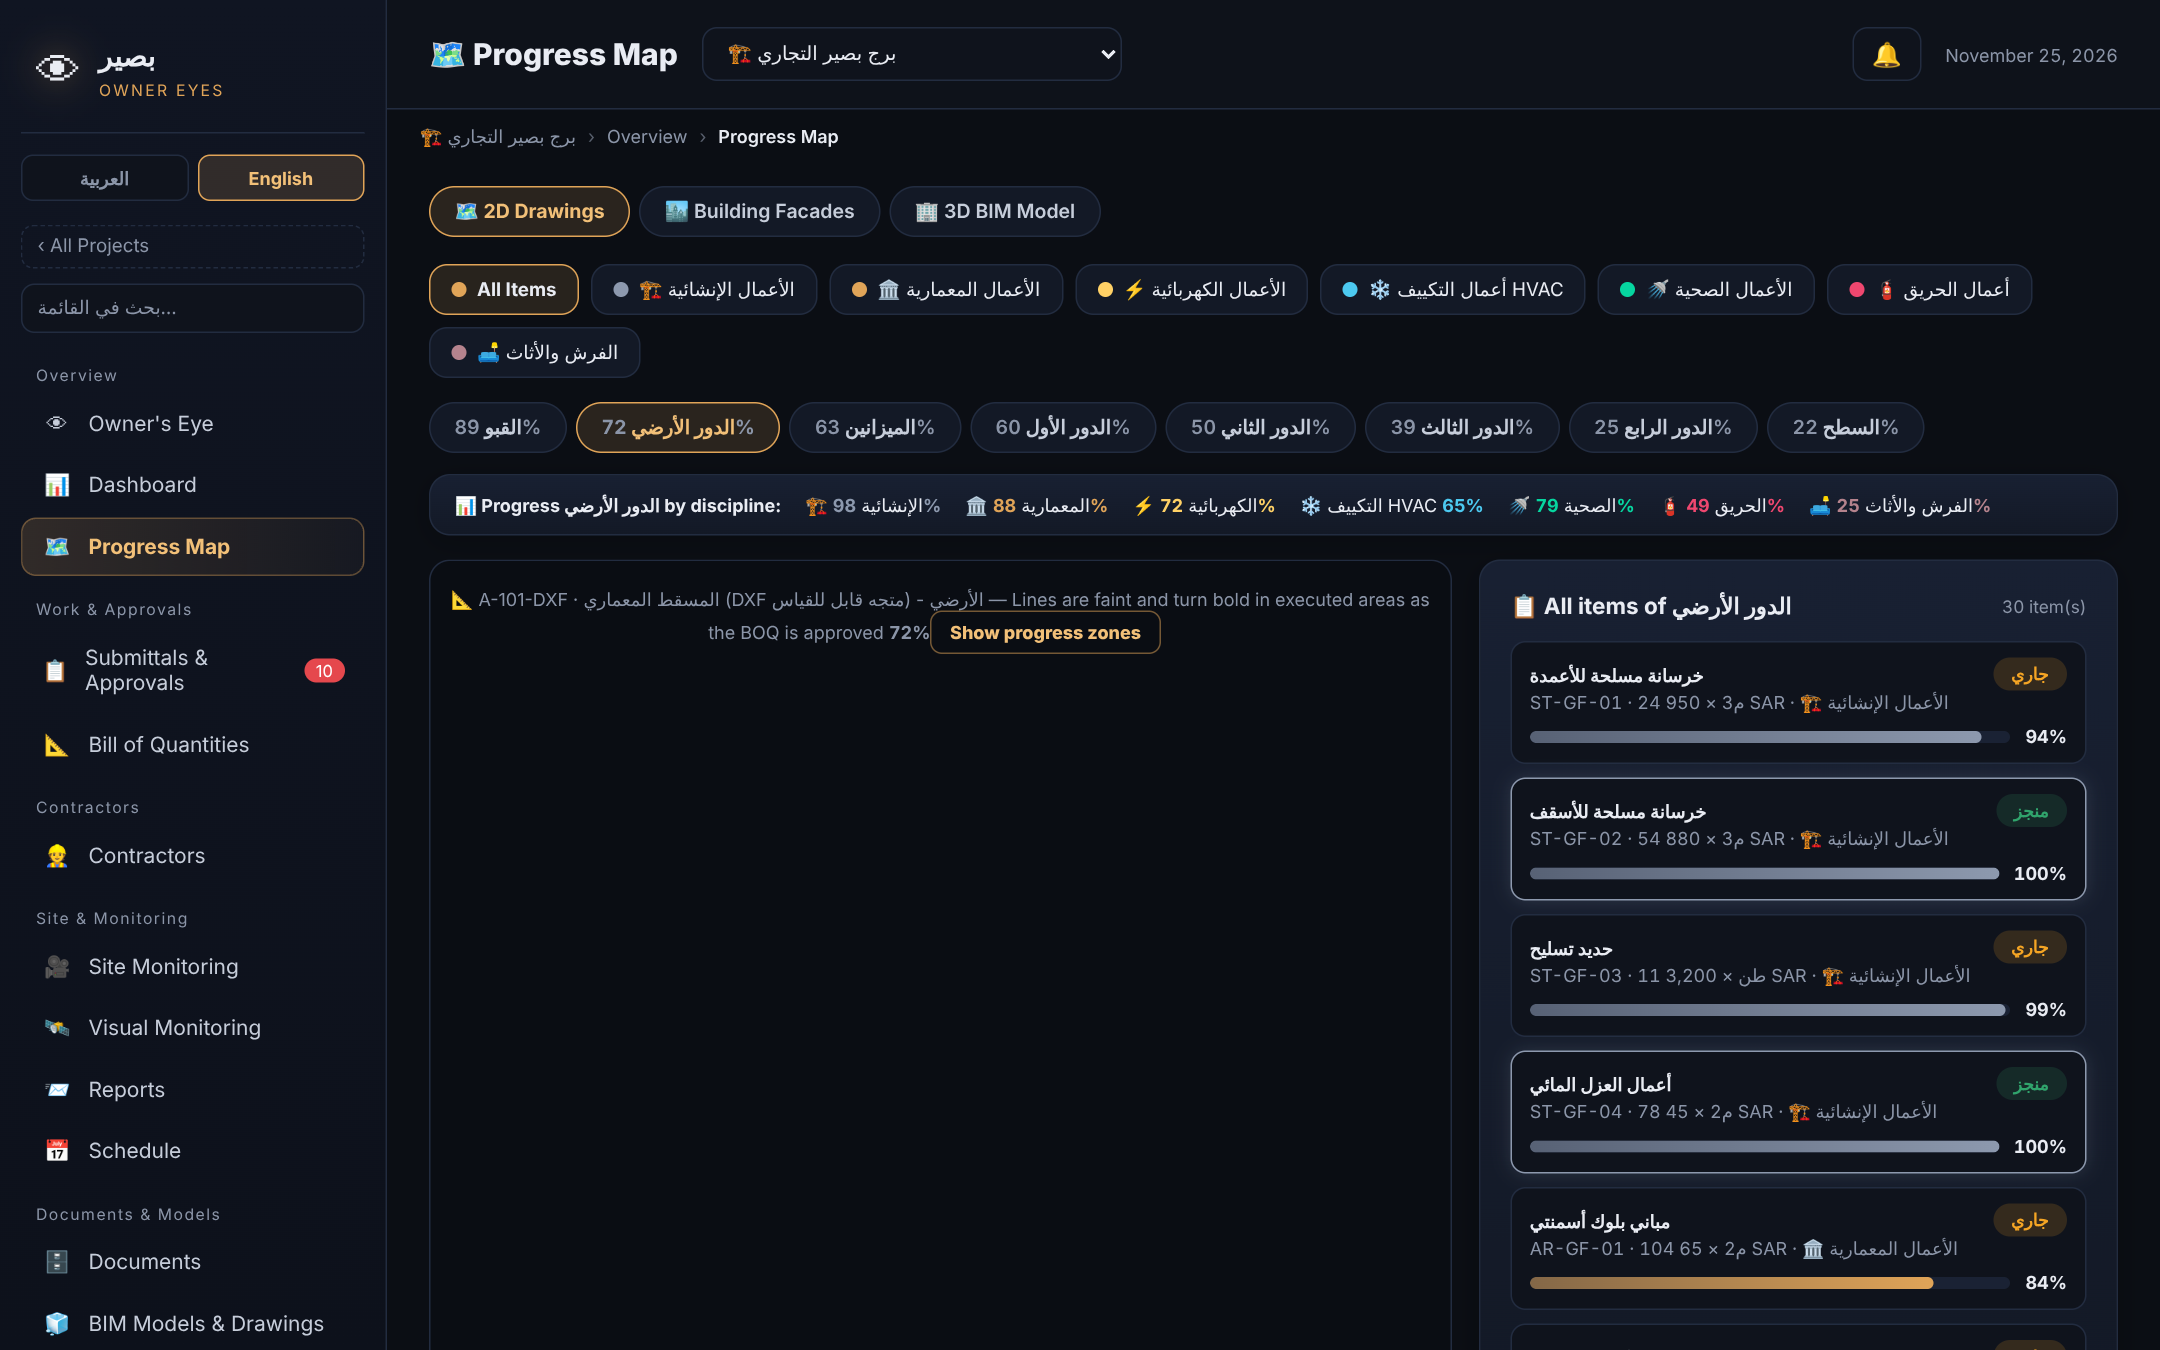 بصير
OWNER EYES
العربية
English
‹ All Projects
بحث في القائمة...
Overview
Owner's Eye
Dashboard
Progress Map
Work & Approvals
Submittals & Approvals
10
Bill of Quantities
Contractors
Contractors
Site & Monitoring
Site Monitoring
Visual Monitoring
Reports
Schedule
Documents & Models
Documents
BIM Models & Drawings
Progress Map
برج بصير التجاري
November 25, 2026
برج بصير التجاري › Overview › Progress Map
2D Drawings
Building Facades
3D BIM Model
All Items
الأعمال الإنشائية
الأعمال المعمارية
الأعمال الكهربائية
أعمال التكييف HVAC
الأعمال الصحية
أعمال الحريق
الفرش والأثاث
القبو 89%
الدور الأرضي 72%
الميزانين 63%
الدور الأول 60%
الدور الثاني 50%
الدور الثالث 39%
الدور الرابع 25%
السطح 22%
Progress الدور الأرضي by discipline:
الإنشائية 98%
المعمارية 88%
الكهربائية 72%
التكييف HVAC 65%
الصحية 79%
الحريق 49%
الفرش والأثاث 25%
A-101-DXF · المسقط المعماري (DXF متجه قابل للقياس) - الأرضي — Lines are faint and turn bold in executed areas as
the BOQ is approved 72%
Show progress zones
All items of الدور الأرضي
30 item(s)
خرسانة مسلحة للأعمدة
جاري
ST-GF-01 · 24 م3 × 950 SAR · الأعمال الإنشائية
94%
خرسانة مسلحة للأسقف
منجز
ST-GF-02 · 54 م3 × 880 SAR · الأعمال الإنشائية
100%
حديد تسليح
جاري
ST-GF-03 · 11 طن × 3,200 SAR · الأعمال الإنشائية
99%
أعمال العزل المائي
منجز
ST-GF-04 · 78 م2 × 45 SAR · الأعمال الإنشائية
100%
مباني بلوك أسمنتي
جاري
AR-GF-01 · 104 م2 × 65 SAR · الأعمال المعمارية
84%